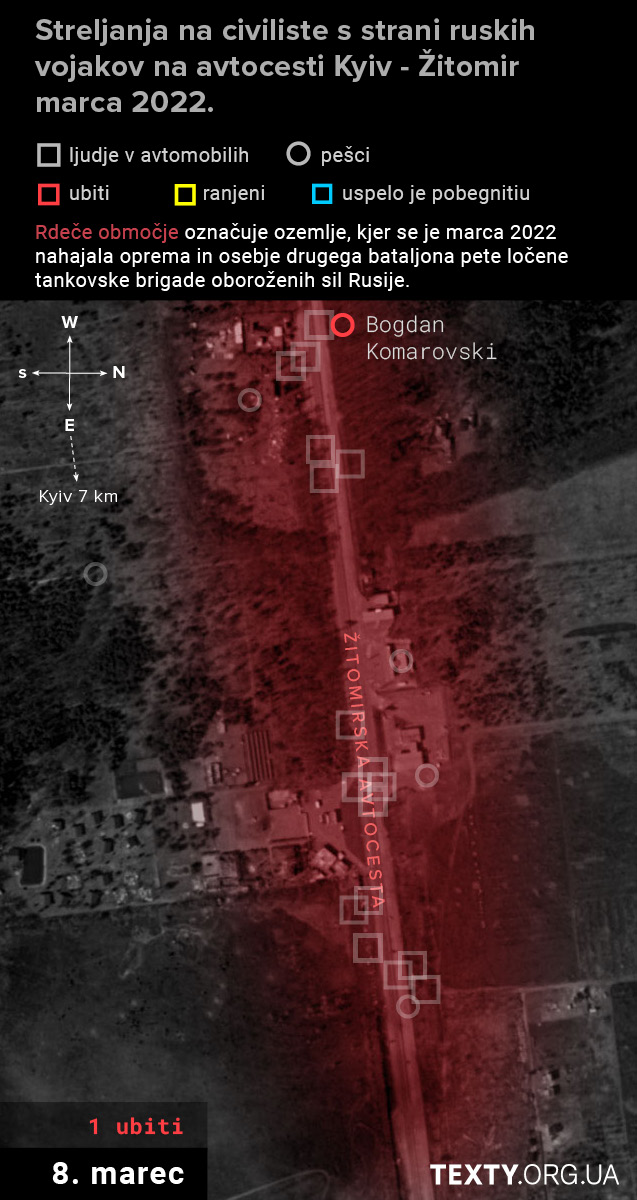 Streljanja na civiliste s strani ruskih
vojakov na avtocesti Kyiv - Žitomir
marca 2022.
ljudje v avtomobilih
pešci
ubiti
ranjeni
uspelo je pobegnitiu
Rdeče območje označuje ozemlje, kjer se je marca 2022
nahajala oprema in osebje drugega bataljona pete ločene
tankovske brigade oboroženih sil Rusije.
W
Bogdan
Komarovski
s
N
E
Kyiv 7 km
ŽITOMIRSKA AVTOCESTA
1 ubiti
8. marec
TEXTY.ORG.UA